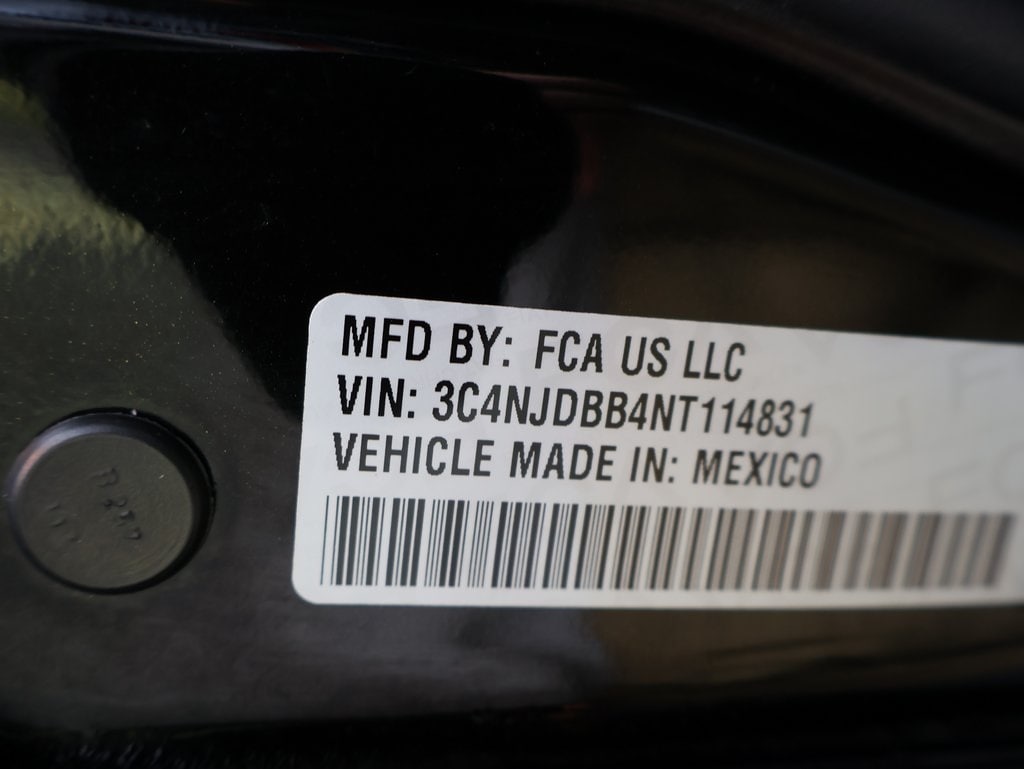 MFD BY: FCA US LLC
VIN: 3C4NJDBB4NT114831
VEHICLE MADE IN: MEXICO